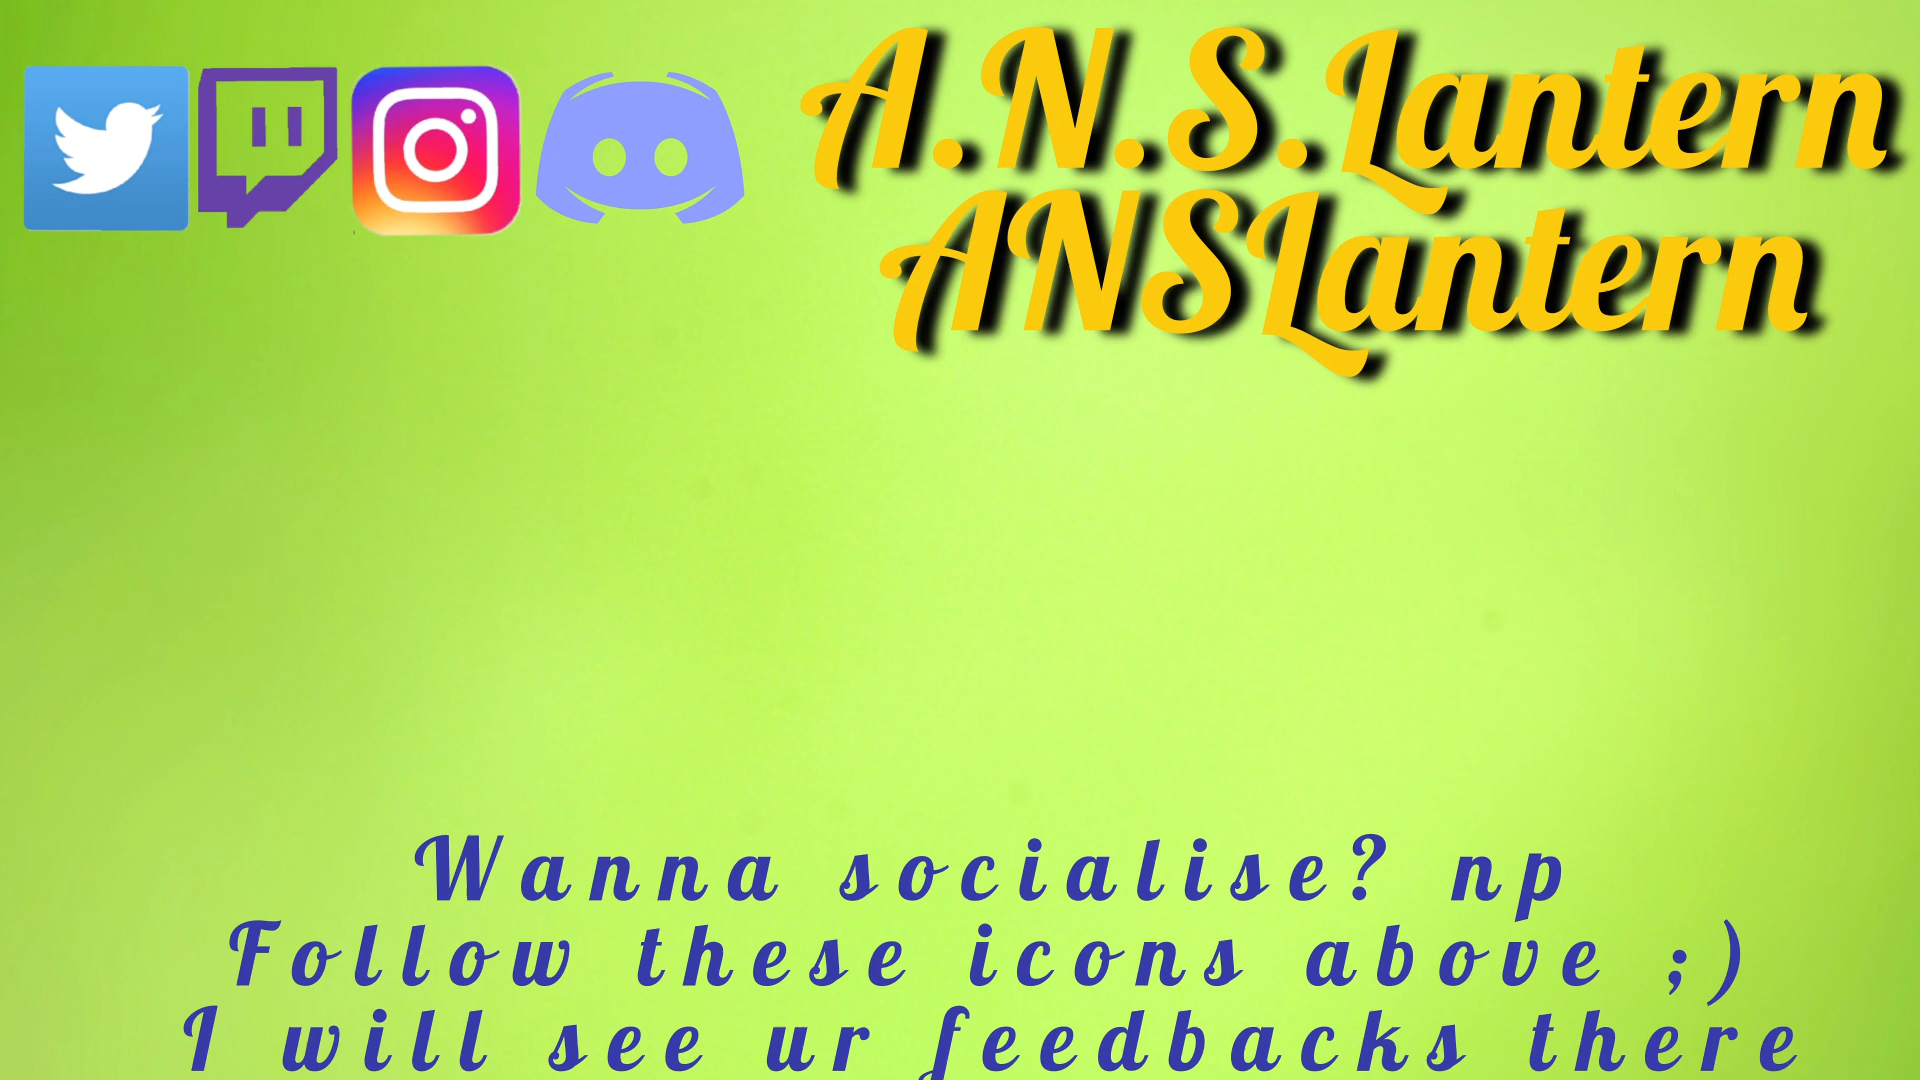 A.N.S.Lantern
ANSLantern
Wanna socialise? np
Follow these icons above ;)
I will see ur feedbacks there